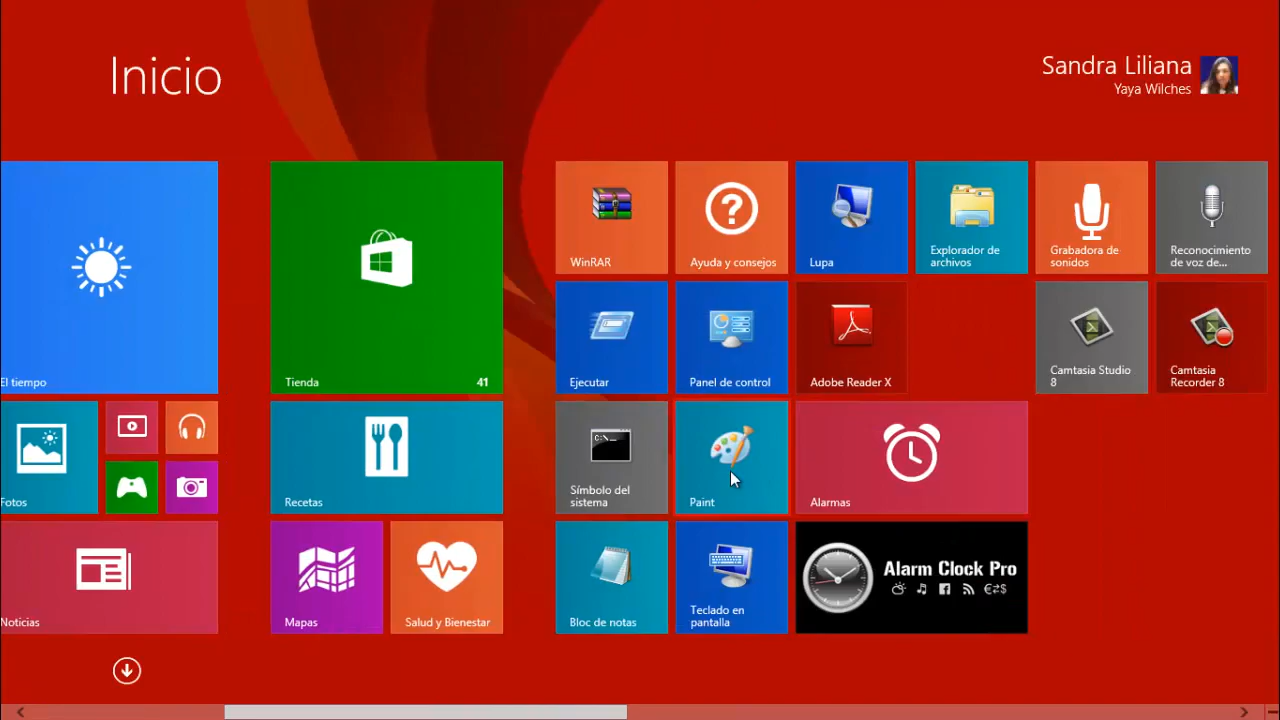 Inicio
Sandra Liliana
Yaya Wilches
El tiempo
Tienda
41
WinRAR
Ayuda y consejos
Lupa
Explorador de
archivos
Grabadora de
sonidos
Reconocimiento
de voz de...
Ejecutar
Panel de control
Adobe Reader X
Camtasia Studio
8
Camtasia
Recorder 8
Fotos
Recetas
C:\_
Símbolo del
sistema
Paint
Alarmas
Noticias
Mapas
Salud y Bienestar
Bloc de notas
Teclado en
pantalla
Alarm Clock Pro
€⇄$